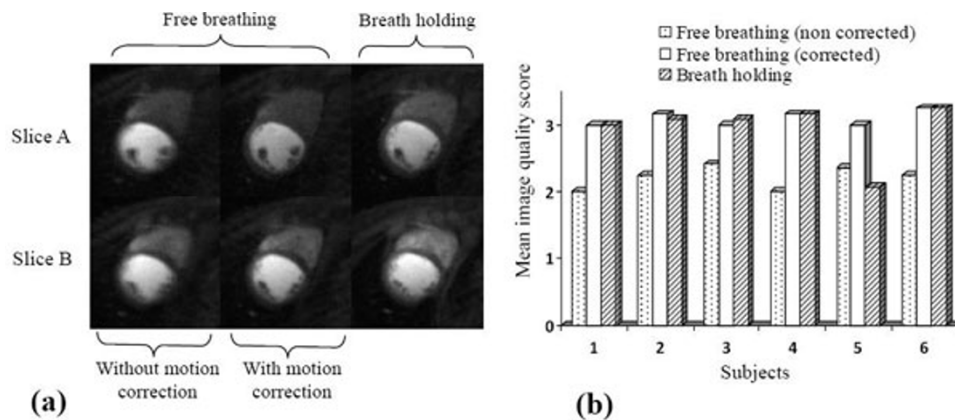 Free breathing
Breath holding
Slice A
Slice B
Without motion
correction
With motion
correction
(a)
Free breathing (non corrected)
Free breathing (corrected)
Breath holding
Mean image quality score
3
2
1
0
1 2 3 4 5 6
Subjects
(b)